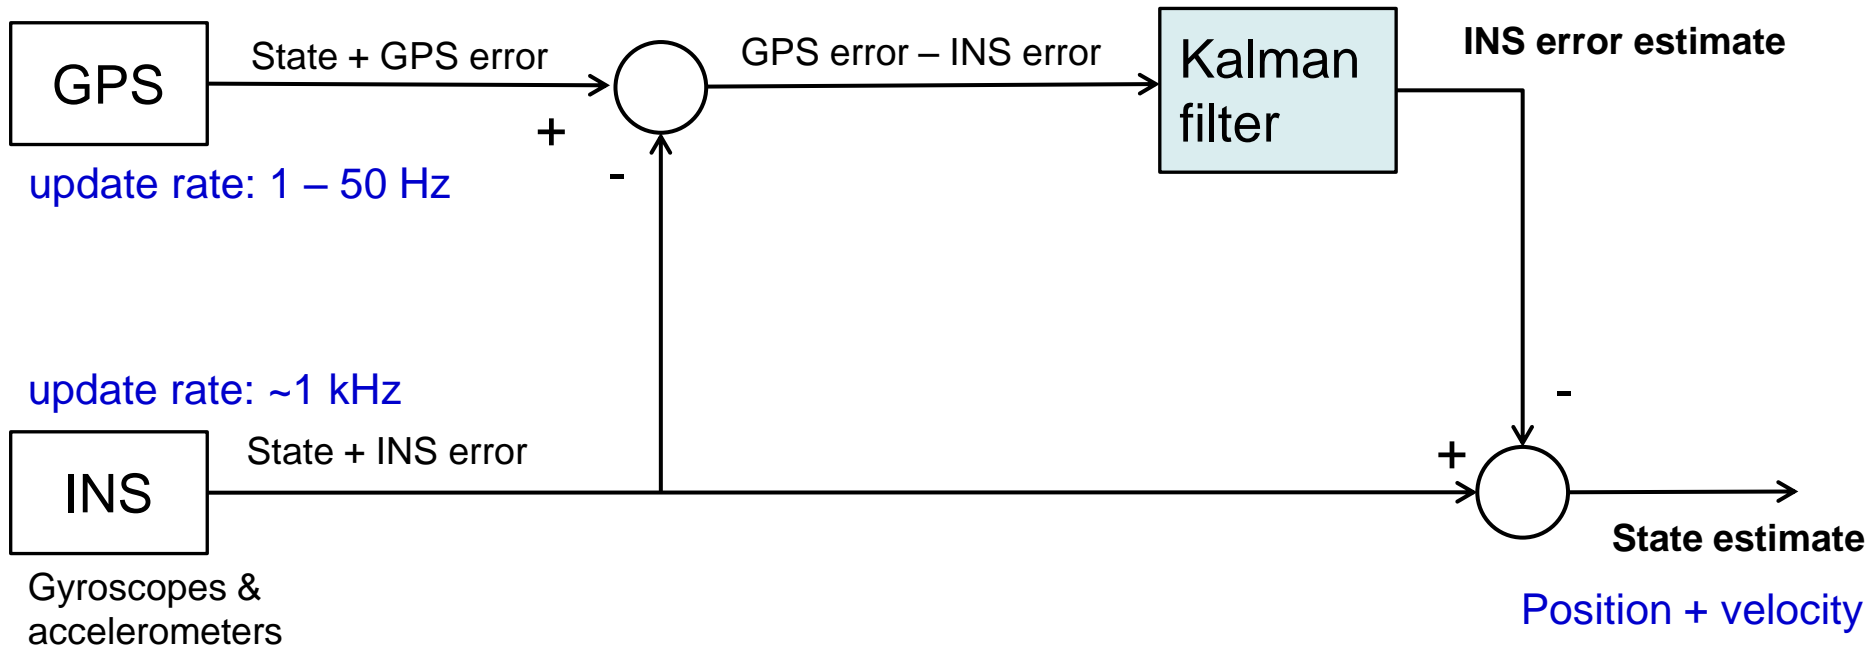 GPS
State + GPS error
+
-
GPS error – INS error
Kalman
filter
INS error estimate
update rate: 1 – 50 Hz
update rate: ~1 kHz
INS
State + INS error
Gyroscopes &
accelerometers
-
+
State estimate
Position + velocity